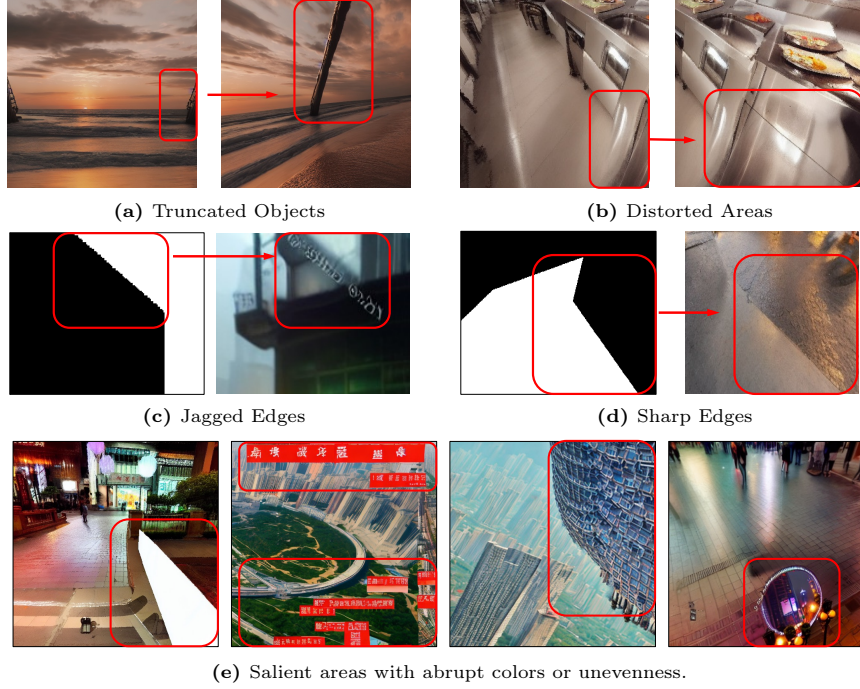 (a) Truncated Objects
(b) Distorted Areas
(c) Jagged Edges
(d) Sharp Edges
(e) Salient areas with abrupt colors or unevenness.